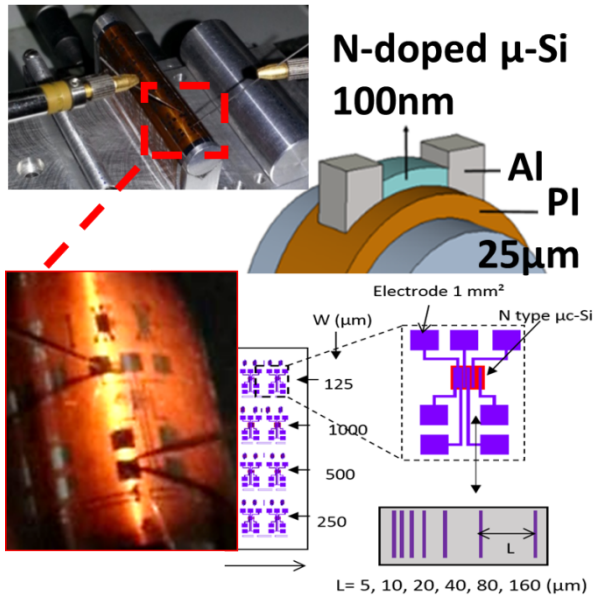 N-doped µ-Si
100nm
Al
PI
25µm
Electrode 1 mm²
N type µc-Si
W (µm)
125
1000
500
250
L
L= 5, 10, 20, 40, 80, 160 (µm)